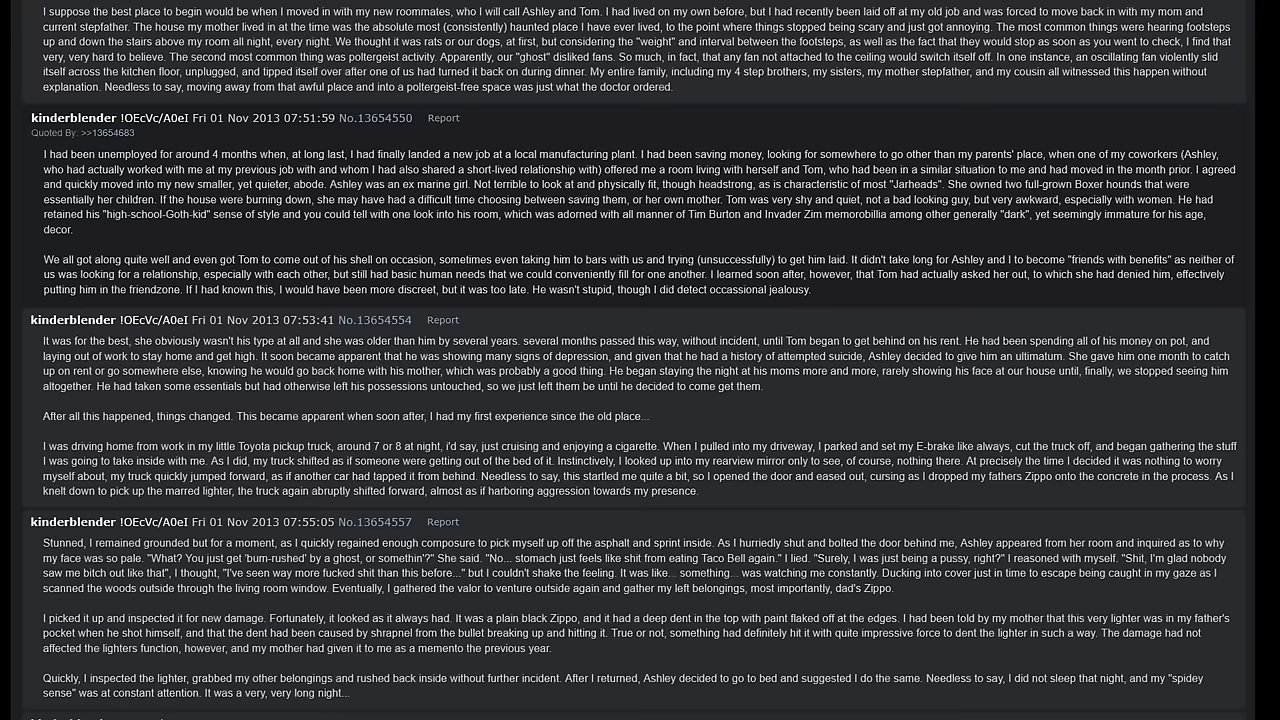 I suppose the best place to begin would be when I moved in with my new roommates, who I will call Ashley and Tom. I had lived on my own before, but I had recently been laid off at my old job and was forced to move back in with my mom and
current stepfather. The house my mother lived in at the time was the absolute most (consistently) haunted place I have ever lived, to the point where things stopped being scary and just got annoying. The most common things were hearing footsteps
up and down the stairs above my room all night, every night. We thought it was rats or our dogs, at first, but considering the "weight" and interval between the footsteps, as well as the fact that they would stop as soon as you went to check, I find that
very, very hard to believe. The second most common thing was poltergeist activity. Apparently, our "ghost" disliked fans. So much, in fact, that any fan not attached to the ceiling would switch itself off. In one instance, an oscillating fan violently slid
itself across the kitchen floor, unplugged, and tipped itself over after one of us had turned it back on during dinner. My entire family, including my 4 step brothers, my sisters, my mother stepfather, and my cousin all witnessed this happen without
explanation. Needless to say, moving away from that awful place and into a poltergeist-free space was just what the doctor ordered.
kinderblender !OEcVc/A0eI Fri 01 Nov 2013 07:51:59 No.13654550 Report
Quoted By: >>13654683
I had been unemployed for around 4 months when, at long last, I had finally landed a new job at a local manufacturing plant. I had been saving money, looking for somewhere to go other than my parents' place, when one of my coworkers (Ashley,
who had actually worked with me at my previous job with and whom I had also shared a short-lived relationship with) offered me a room living with herself and Tom, who had been in a similar situation to me and had moved in the month prior. I agreed
and quickly moved into my new smaller, yet quieter, abode. Ashley was an ex marine girl. Not terrible to look at and physically fit, though headstrong, as is characteristic of most "Jarheads". She owned two full-grown Boxer hounds that were
essentially her children. If the house were burning down, she may have had a difficult time choosing between saving them, or her own mother. Tom was very shy and quiet, not a bad looking guy, but very awkward, especially with women. He had
retained his "high-school-Goth-kid" sense of style and you could tell with one look into his room, which was adorned with all manner of Tim Burton and Invader Zim memorobillia among other generally "dark", yet seemingly immature for his age,
decor.
We all got along quite well and even got Tom to come out of his shell on occasion, sometimes even taking him to bars with us and trying (unsuccessfully) to get him laid. It didn't take long for Ashley and I to become "friends with benefits" as neither of
us was looking for a relationship, especially with each other, but still had basic human needs that we could conveniently fill for one another. I learned soon after, however, that Tom had actually asked her out, to which she had denied him, effectively
putting him in the friendzone. If I had known this, I would have been more discreet, but it was too late. He wasn't stupid, though I did detect occassional jealousy.
kinderblender !OEcVc/A0eI Fri 01 Nov 2013 07:53:41 No.13654554 Report
It was for the best, she obviously wasn't his type at all and she was older than him by several years. several months passed this way, without incident, until Tom began to get behind on his rent. He had been spending all of his money on pot, and
laying out of work to stay home and get high. It soon became apparent that he was showing many signs of depression, and given that he had a history of attempted suicide, Ashley decided to give him an ultimatum. She gave him one month to catch
up on rent or go somewhere else, knowing he would go back home with his mother, which was probably a good thing. He began staying the night at his moms more and more, rarely showing his face at our house until, finally, we stopped seeing him
altogether. He had taken some essentials but had otherwise left his possessions untouched, so we just left them be until he decided to come get them.
After all this happened, things changed. This became apparent when soon after, I had my first experience since the old place...
I was driving home from work in my little Toyota pickup truck, around 7 or 8 at night, i'd say, just cruising and enjoying a cigarette. When I pulled into my driveway, I parked and set my E-brake like always, cut the truck off, and began gathering the stuff
I was going to take inside with me. As I did, my truck shifted as if someone were getting out of the bed of it. Instinctively, I looked up into my rearview mirror only to see, of course, nothing there. At precisely the time I decided it was nothing to worry
myself about, my truck quickly jumped forward, as if another car had tapped it from behind. Needless to say, this startled me quite a bit, so I opened the door and eased out, cursing as I dropped my fathers Zippo onto the concrete in the process. As I
knelt down to pick up the marred lighter, the truck again abruptly shifted forward, almost as if harboring aggression towards my presence.
kinderblender !OEcVc/A0eI Fri 01 Nov 2013 07:55:05 No.13654557 Report
Stunned, I remained grounded but for a moment, as I quickly regained enough composure to pick myself up off the asphalt and sprint inside. As I hurriedly shut and bolted the door behind me, Ashley appeared from her room and inquired as to why
my face was so pale. "What? You just get 'bum-rushed' by a ghost, or somethin'?" She said. "No... stomach just feels like shit from eating Taco Bell again." I lied. "Surely, I was just being a pussy, right?" I reasoned with myself. "Shit, I'm glad nobody
saw me bitch out like that", I thought, "I've seen way more fucked shit than this before..." but I couldn't shake the feeling. It was like... something... was watching me constantly. Ducking into cover just in time to escape being caught in my gaze as I
scanned the woods outside through the living room window. Eventually, I gathered the valor to venture outside again and gather my left belongings, most importantly, dad's Zippo.
I picked it up and inspected it for new damage. Fortunately, it looked as it always had. It was a plain black Zippo, and it had a deep dent in the top with paint flaked off at the edges. I had been told by my mother that this very lighter was in my father's
pocket when he shot himself, and that the dent had been caused by shrapnel from the bullet breaking up and hitting it. True or not, something had definitely hit it with quite impressive force to dent the lighter in such a way. The damage had not
affected the lighters function, however, and my mother had given it to me as a memento the previous year.
Quickly, I inspected the lighter, grabbed my other belongings and rushed back inside without further incident. After I returned, Ashley decided to go to bed and suggested I do the same. Needless to say, I did not sleep that night, and my "spidey
sense" was at constant attention. It was a very, very long night...